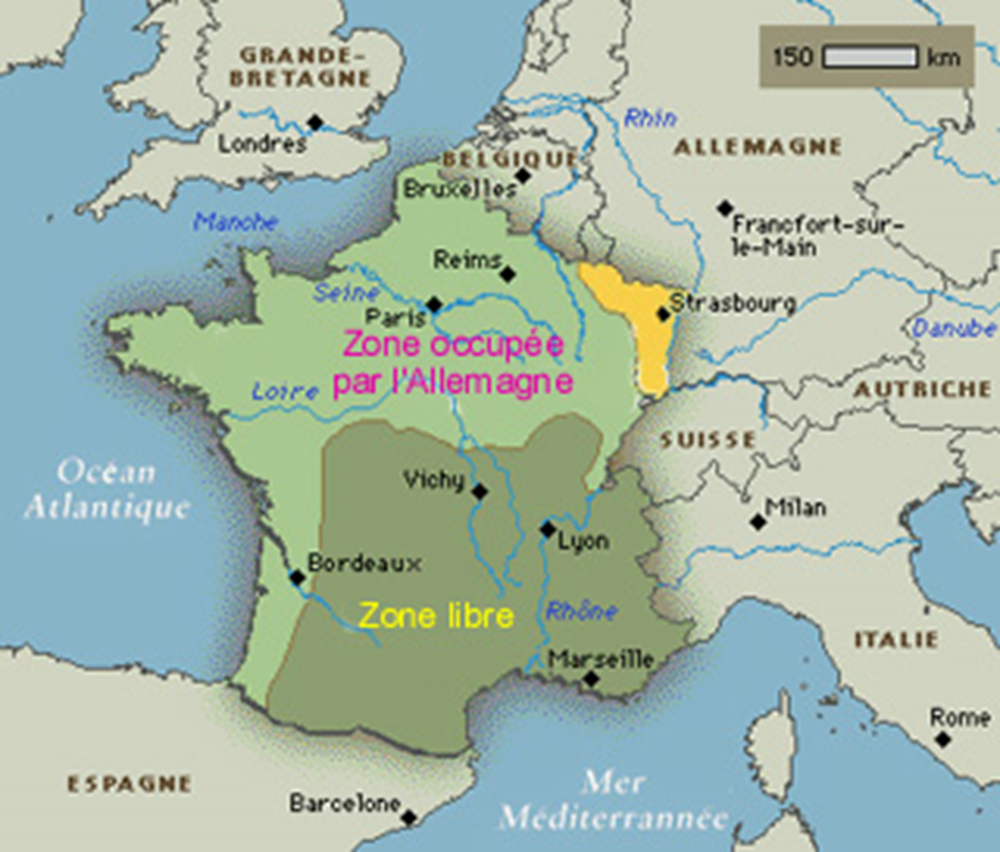 GRANDE-
BRETAGNE
150 km
Londres
Rhin
BELGIQUE
ALLEMAGNE
Bruxelles
Manche
Francfort-sur-
le-Main
Reims
Seine
Strasbourg
Paris
Danube
Zone occupée
par l'Allemagne
Loire
AUTRICHE
SUISSE
Océan
Atlantique
Vichy
Milan
Lyon
Bordeaux
Zone libre
Rhône
ITALIE
Marseille
Rome
ESPAGNE
Mer
Méditerrannée
Barcelone